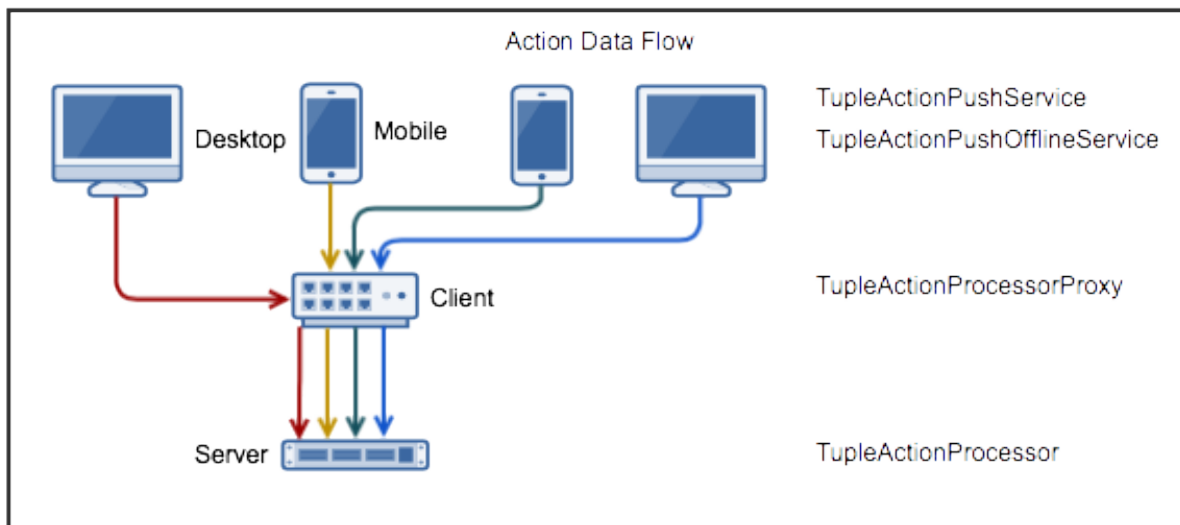 Action Data Flow
TupleActionPushService
Desktop
Mobile
TupleActionPushOfflineService
Client
TupleActionProcessorProxy
Server
TupleActionProcessor